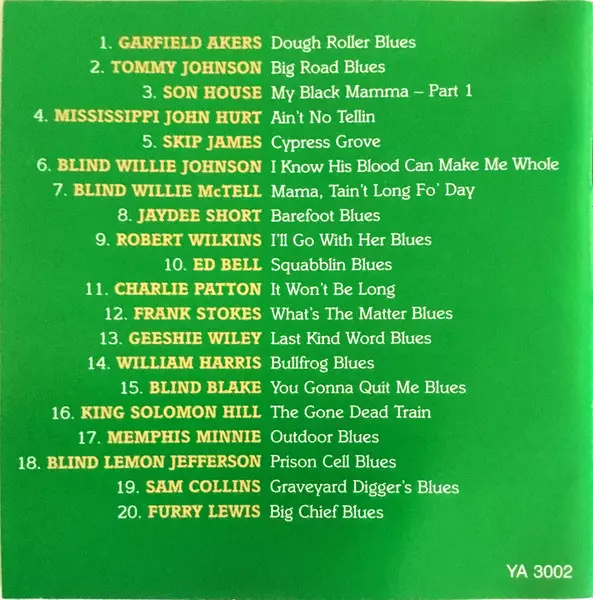 1. GARFIELD AKERS Dough Roller Blues
2. TOMMY JOHNSON Big Road Blues
3. SON HOUSE My Black Mamma – Part 1
4. MISSISSIPPI JOHN HURT Ain't No Tellin
5. SKIP JAMES Cypress Grove
6. BLIND WILLIE JOHNSON I Know His Blood Can Make Me Whole
7. BLIND WILLIE McTELL Mama, Tain't Long Fo' Day
8. JAYDEE SHORT Barefoot Blues
9. ROBERT WILKINS I'll Go With Her Blues
10. ED BELL Squabblin Blues
11. CHARLIE PATTON It Won't Be Long
12. FRANK STOKES What's The Matter Blues
13. GEESHIE WILEY Last Kind Word Blues
14. WILLIAM HARRIS Bullfrog Blues
15. BLIND BLAKE You Gonna Quit Me Blues
16. KING SOLOMON HILL The Gone Dead Train
17. MEMPHIS MINNIE Outdoor Blues
18. BLIND LEMON JEFFERSON Prison Cell Blues
19. SAM COLLINS Graveyard Digger's Blues
20. FURRY LEWIS Big Chief Blues
YA 3002